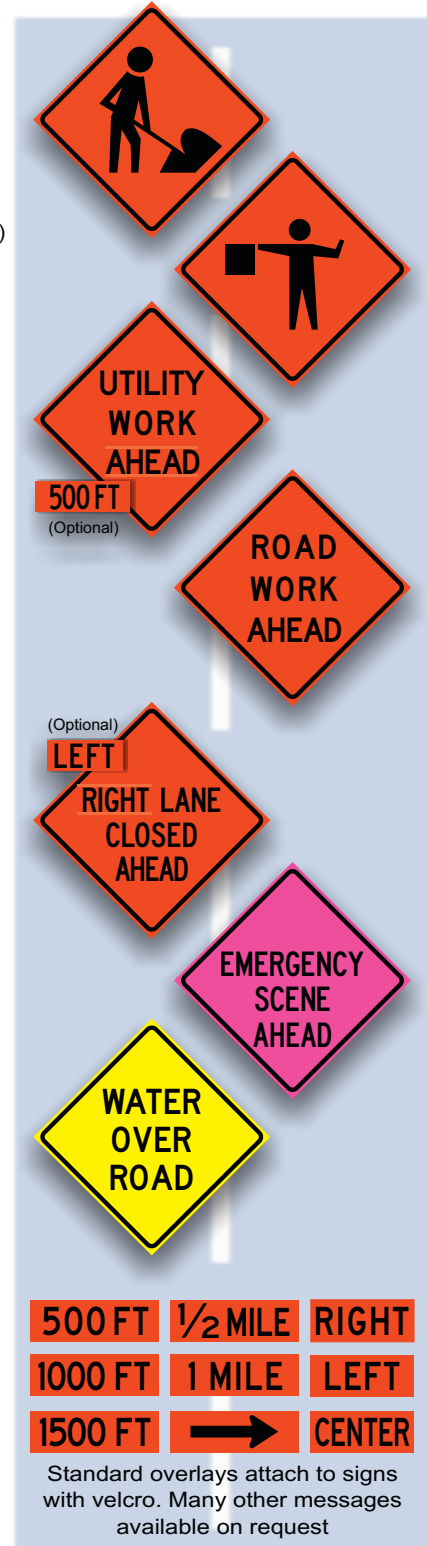 )
UTILITY
WORK
AHEAD
500 FT
(Optional)
ROAD
WORK
AHEAD
(Optional)
LEFT
RIGHT LANE
CLOSED
AHEAD
EMERGENCY
SCENE
AHEAD
WATER
OVER
ROAD
500 FT 1/2 MILE RIGHT
1000 FT 1 MILE LEFT
1500 FT CENTER
Standard overlays attach to signs
with velcro. Many other messages
available on request